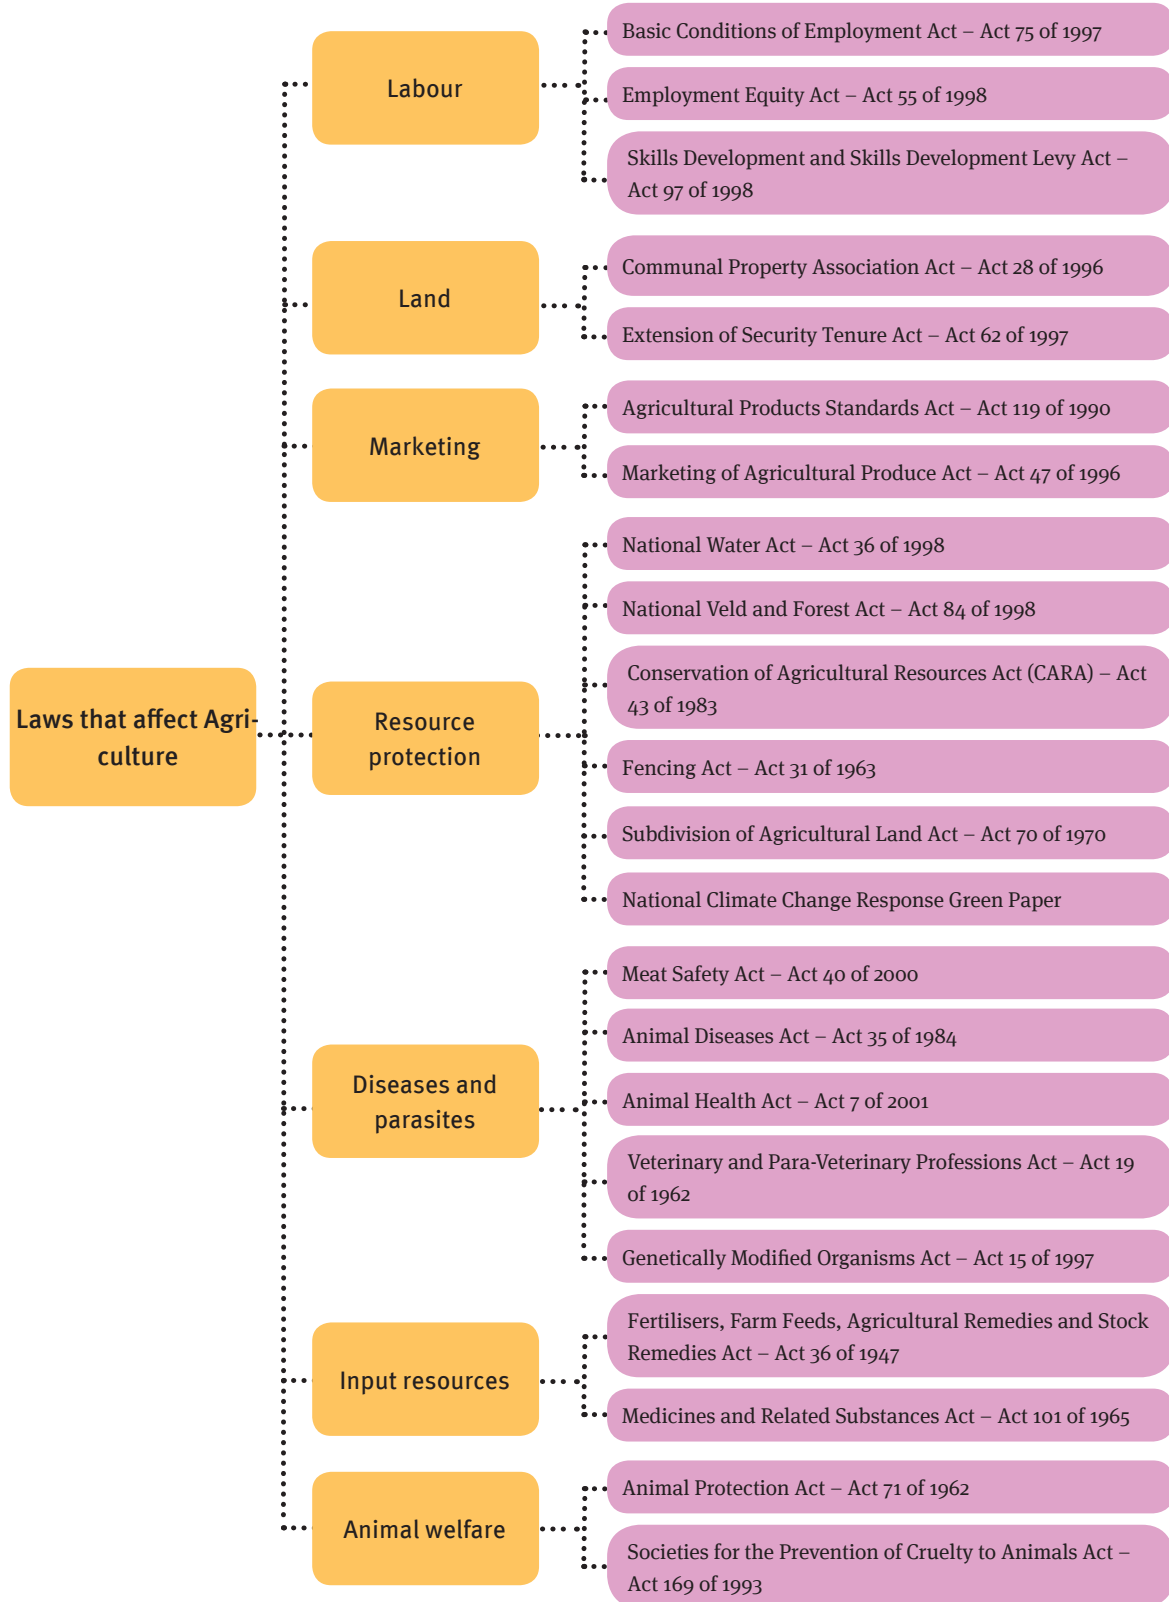 Laws that affect Agri-
culture
Labour
Basic Conditions of Employment Act – Act 75 of 1997
Employment Equity Act – Act 55 of 1998
Skills Development and Skills Development Levy Act –
Act 97 of 1998
Land
Communal Property Association Act – Act 28 of 1996
Extension of Security Tenure Act – Act 62 of 1997
Marketing
Agricultural Products Standards Act – Act 119 of 1990
Marketing of Agricultural Produce Act – Act 47 of 1996
Resource
protection
National Water Act – Act 36 of 1998
National Veld and Forest Act – Act 84 of 1998
Conservation of Agricultural Resources Act (CARA) – Act
43 of 1983
Fencing Act – Act 31 of 1963
Subdivision of Agricultural Land Act – Act 70 of 1970
National Climate Change Response Green Paper
Diseases and
parasites
Meat Safety Act – Act 40 of 2000
Animal Diseases Act – Act 35 of 1984
Animal Health Act – Act 7 of 2001
Veterinary and Para-Veterinary Professions Act – Act 19
of 1962
Genetically Modified Organisms Act – Act 15 of 1997
Input resources
Fertilisers, Farm Feeds, Agricultural Remedies and Stock
Remedies Act – Act 36 of 1947
Medicines and Related Substances Act – Act 101 of 1965
Animal welfare
Animal Protection Act – Act 71 of 1962
Societies for the Prevention of Cruelty to Animals Act –
Act 169 of 1993